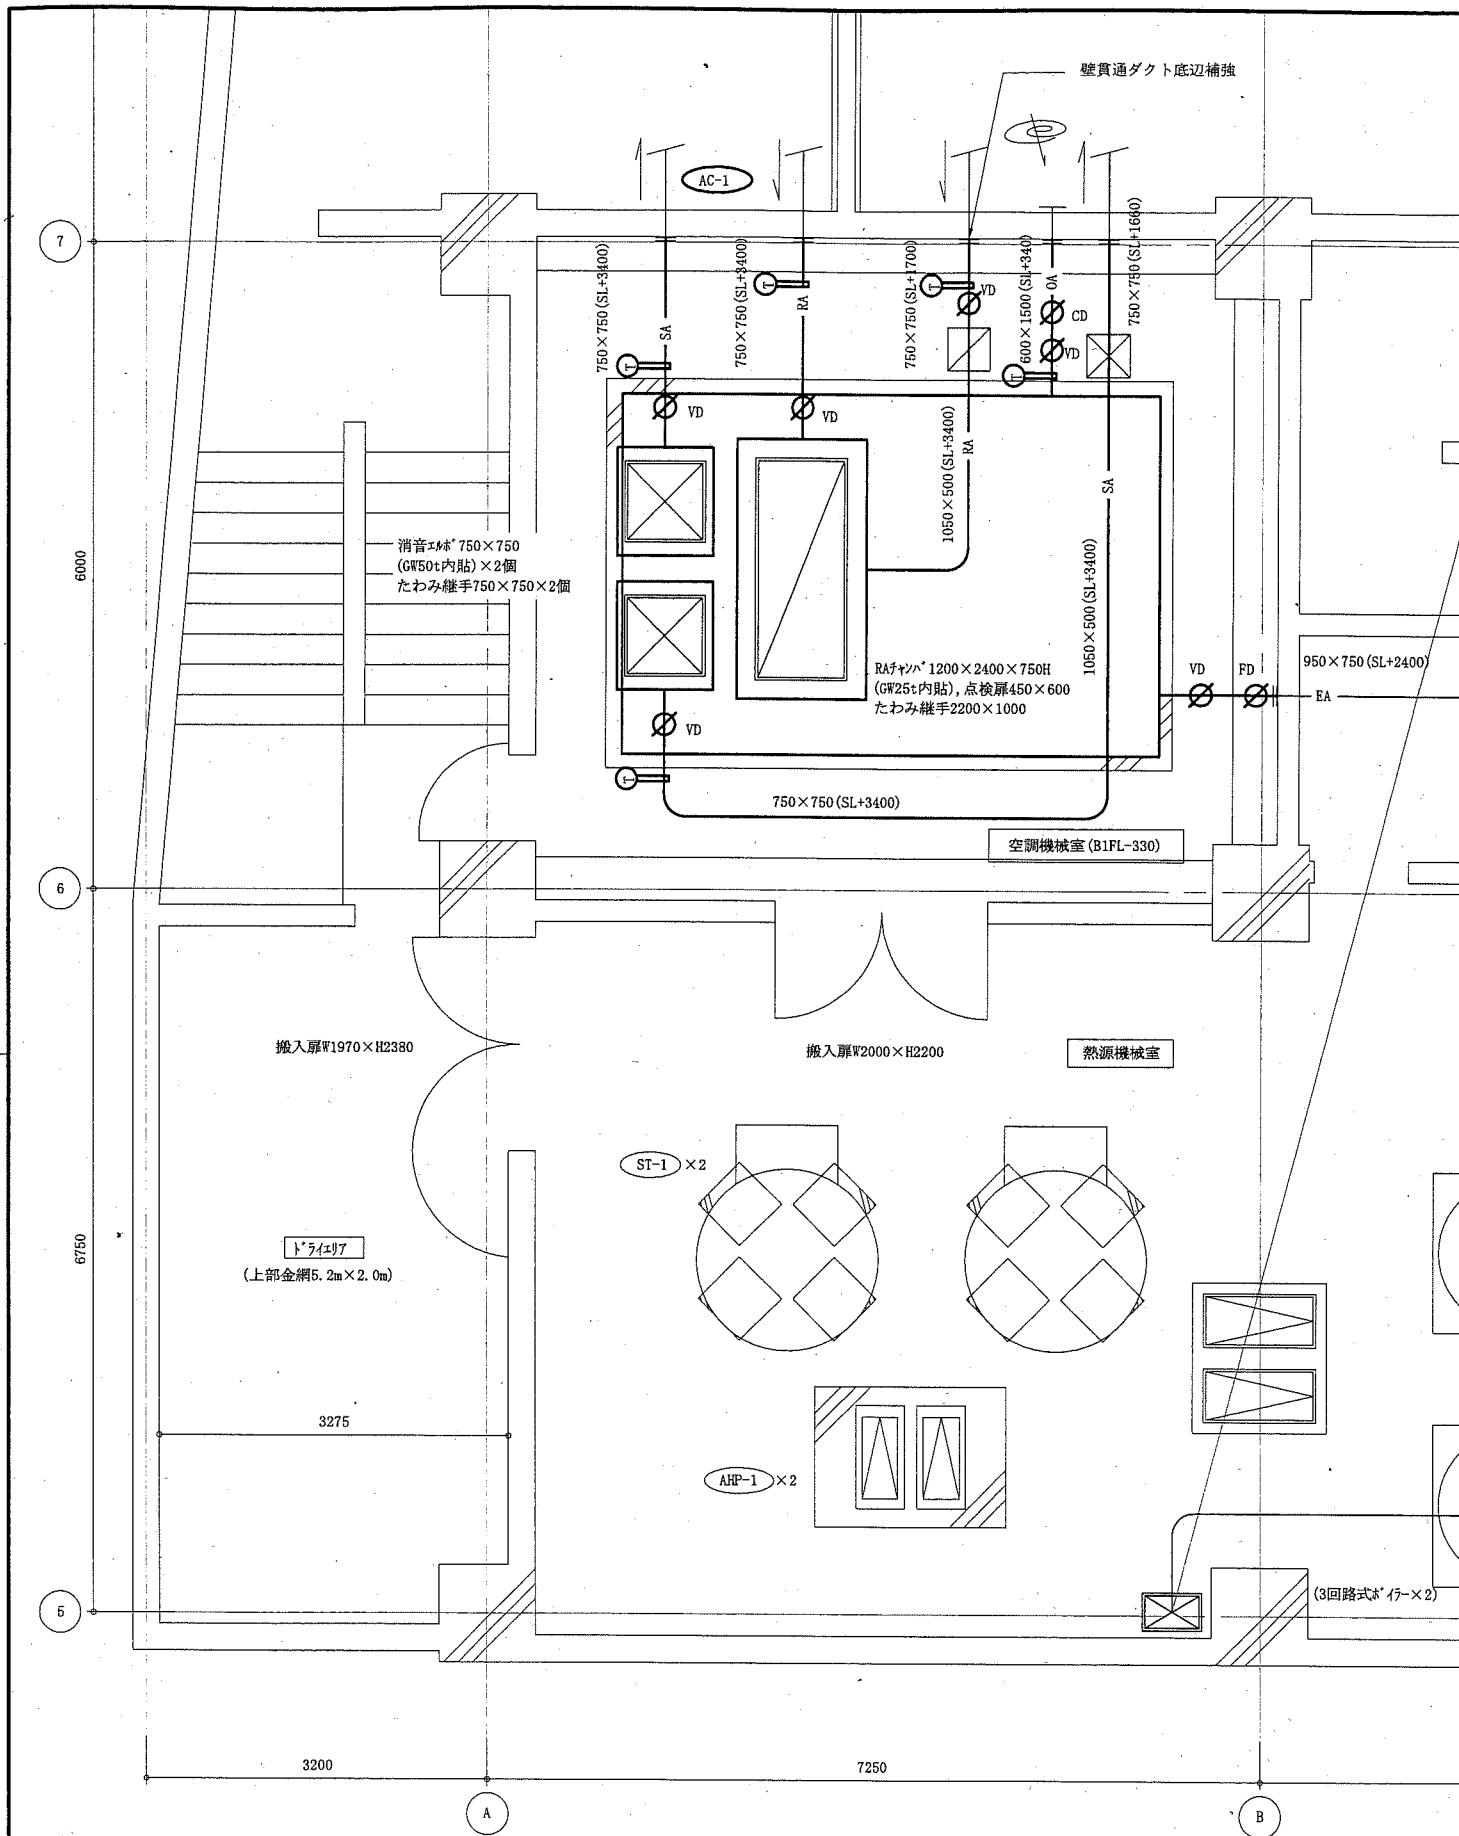 壁貫通ダクト底辺補強
AC-1
7
750×750(SL+3400)
SA
750×750(SL+3400)
RA
750×750(SL+1700)
VD
600×1500(SL+340)
OA
CD
VD
750×750(SL+1660)
T
T
T
T
VD
VD
1050×500(SL+3400)
RA
SA
1050×500(SL+3400)
6000
消音エルボ750×750
(GW50t内貼)×2個
たわみ継手750×750×2個
RAチャンバ1200×2400×750H
(GW25t内貼),点検扉450×600
たわみ継手2200×1000
VD
FD
950×750(SL+2400)
EA
VD
T
750×750(SL+3400)
空調機械室(B1FL-330)
6
搬入扉W1970×H2380
搬入扉W2000×H2200
熱源機械室
ST-1
×2
6750
ドライエリア
(上部金網5.2m×2.0m)
3275
AHP-1
×2
5
(3回路式ボイラー×2)
3200
7250
A
B